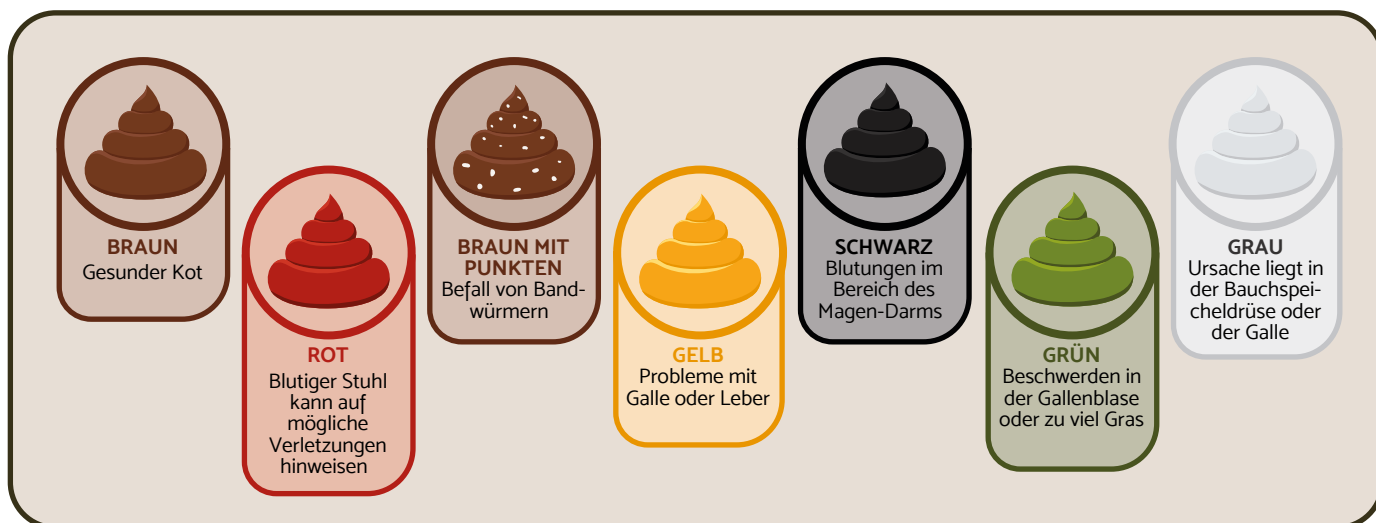 BRAUN
Gesunder Kot
ROT
Blutiger Stuhl
kann auf
mögliche
Verletzungen
hinweisen
BRAUN MIT
PUNKTEN
Befall von Band-
würmern
GELB
Probleme mit
Galle oder Leber
SCHWARZ
Blutungen im
Bereich des
Magen-Darms
GRÜN
Beschwerden in
der Gallenblase
oder zu viel Gras
GRAU
Ursache liegt in
der Bauchspei-
cheldrüse oder
der Galle